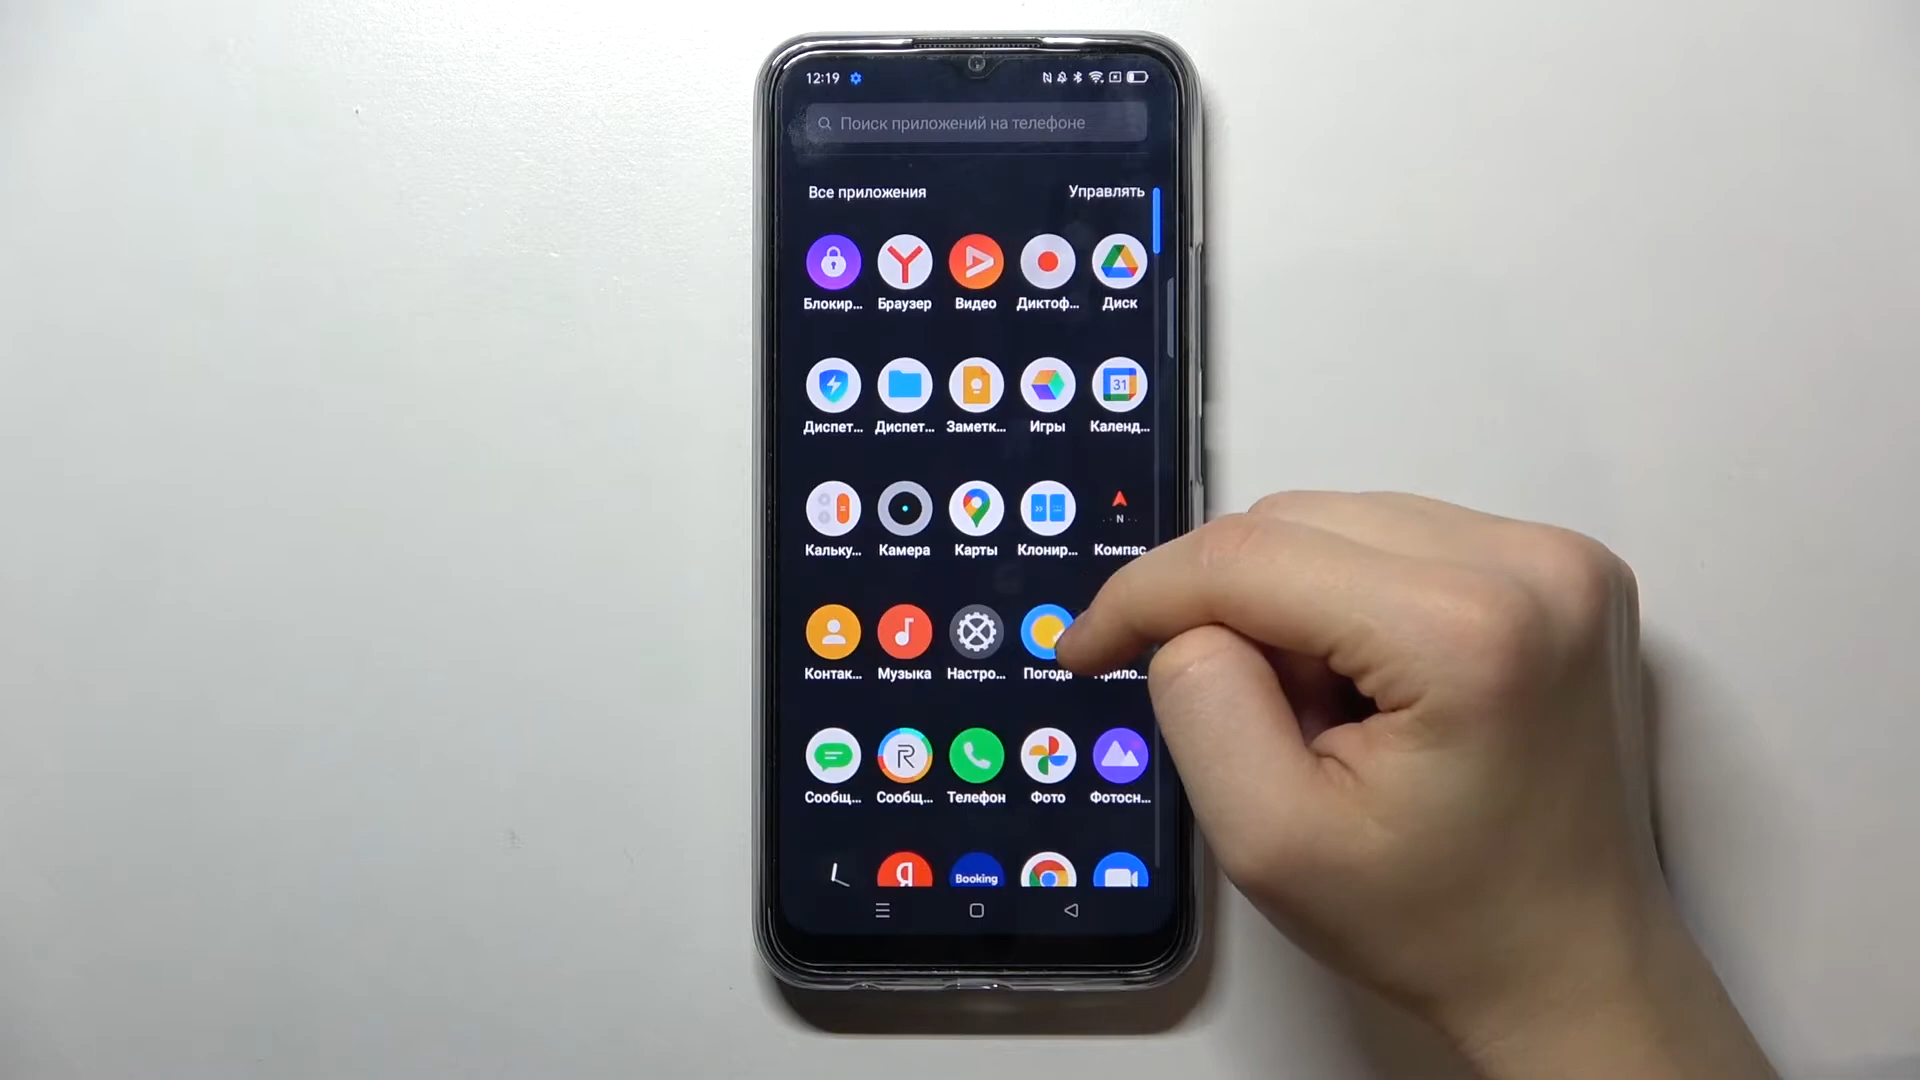 12:19
Поиск приложений на телефоне
Все приложения
Управлять
Блокир... Браузер Видео Диктоф... Диск
31
Диспет... Диспет... Заметк... Игры Календ...
N
Кальку... Камера Карты Клонир... Компас
Контак... Музыка Настро... Погода
R
Сообщ... Сообщ... Телефон Фото Фотосн...
Я Booking